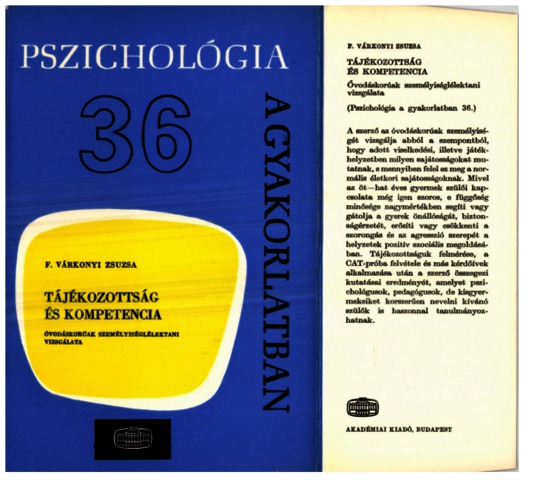 PSZICHOLÓGIA
36
A GYAKORLATBAN
F. VÁRKONYI ZSUZSA
TÁJÉKOZOTTSÁG
ÉS KOMPETENCIA
ÓVODÁSKORÚAK SZEMÉLYISÉGLÉLEKTANI
VIZSGÁLATA
F. VÁRKONYI ZSUZSA
TÁJÉKOZOTTSÁG
ÉS KOMPETENCIA
Óvodáskorúak személyiséglélektani
vizsgálata
(Pszichológia a gyakorlatban 36.)
A szerző az óvodáskorúak személyisé-
gét vizsgálja abból a szempontból,
hogy adott viselkedési, illetve játék-
helyzetben milyen sajátosságokat mu-
tatnak, s mennyiben felel ez meg a nor-
mális életkori sajátosságoknak. Mivel
az öt—hat éves gyermek szülői kap-
csolata még igen szoros, e függőség
minősége nagymértékben segíti vagy
gátolja a gyerek önállóságát, bizton-
ságérzetét, erősíti vagy csökkenti a
szorongás és az agresszió szerepét a
helyzetek pozitív szociális megoldásá-
ban. Tájékozottságuk felmérése, a
CAT-próba felvétele és más kérdőívek
alkalmazása után a szerző összegezi
kutatásai eredményét, amelyet pszi-
chológusok, pedagógusok, de kisgyer-
mekeiket korszerűen nevelni kívánó
szülők is haszonnal tanulmányoz-
hatnak.
AKADÉMIAI KIADÓ, BUDAPEST